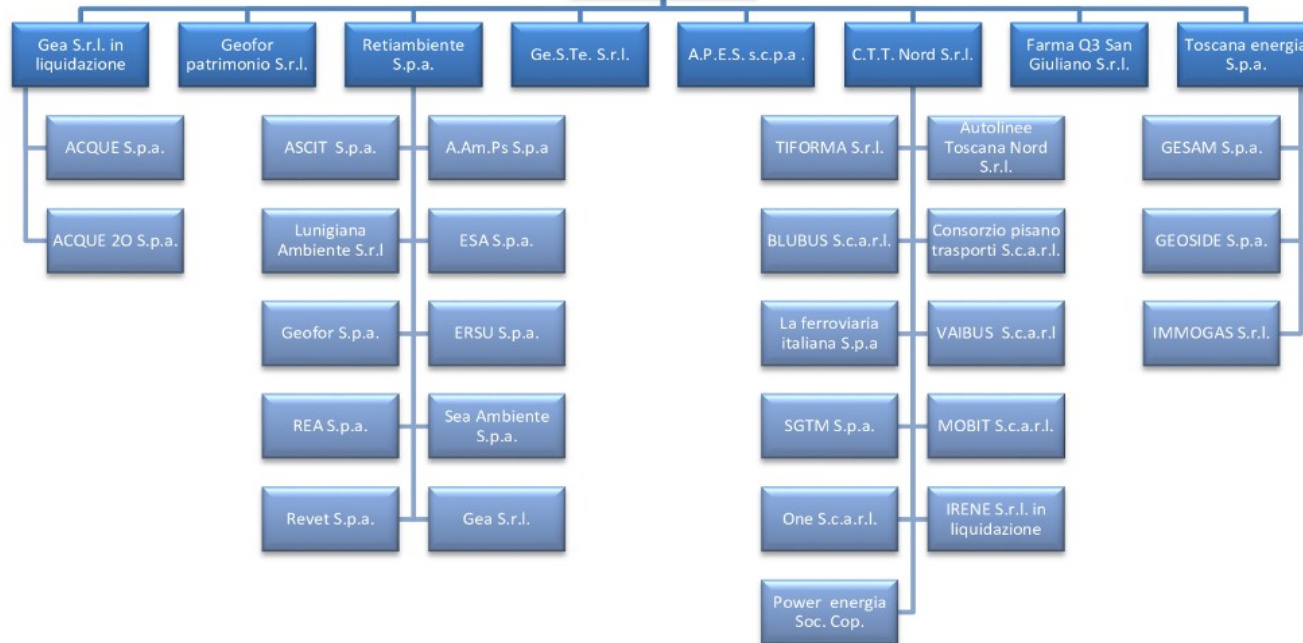 Gea S.r.l. in
liquidazione
Geofor
patrimonio S.r.l.
Retiambiente
S.p.a.
Ge.S.Te. S.r.l.
A.P.E.S. s.c.p.a .
C.T.T. Nord S.r.l.
Farma Q3 San
Giuliano S.r.l.
Toscana energia
S.p.a.
ACQUE S.p.a.
ACQUE 2O S.p.a.
ASCIT S.p.a.
A.Am.Ps S.p.a
Lunigiana
Ambiente S.r.l
ESA S.p.a.
Geofor S.p.a.
ERSU S.p.a.
REA S.p.a.
Sea Ambiente
S.p.a.
Revet S.p.a.
Gea S.r.l.
TIFORMA S.r.l.
Autolinee
Toscana Nord
S.r.l.
BLUBUS S.c.a.r.l.
Consorzio pisano
trasporti S.c.a.r.l.
La ferroviaria
italiana S.p.a
VAIBUS S.c.a.r.l
SGTM S.p.a.
MOBIT S.c.a.r.l.
One S.c.a.r.l.
IRENE S.r.l. in
liquidazione
Power energia
Soc. Cop.
GESAM S.p.a.
GEOSIDE S.p.a.
IMMOGAS S.r.l.